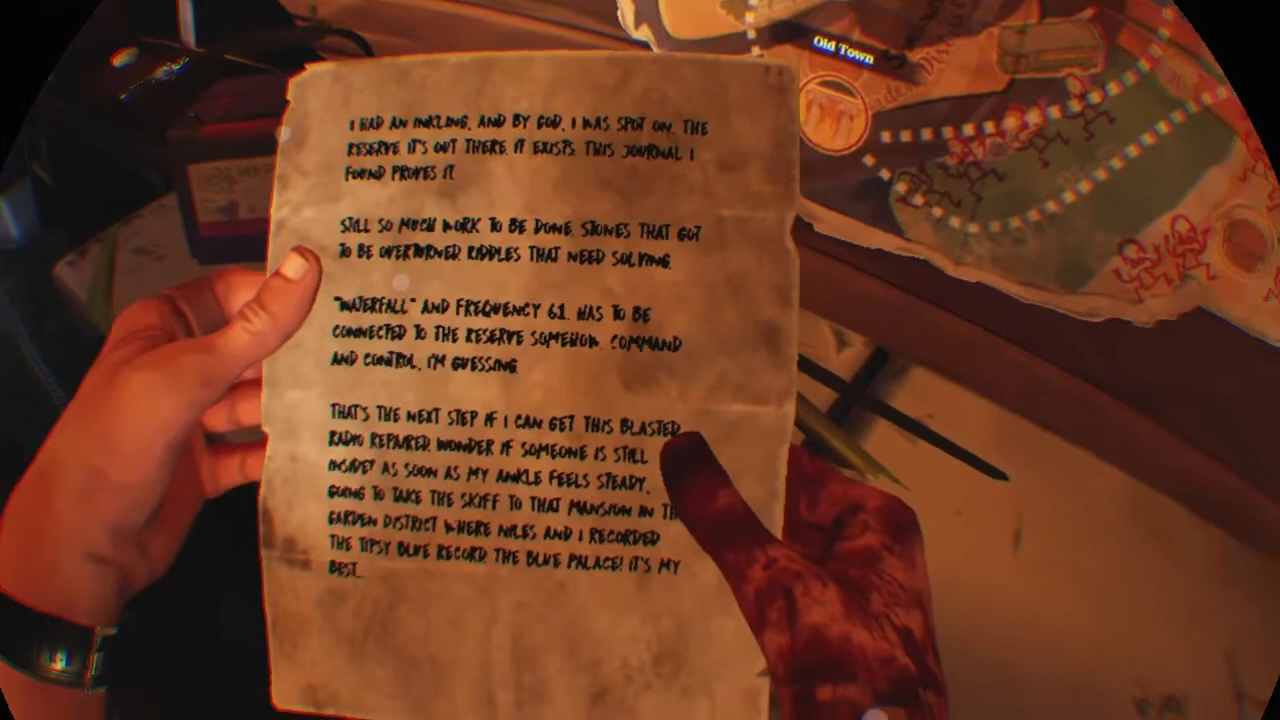 Old Town
I HAD AN INKLING, AND BY GOD, I WAS SPOT ON. THE
RESERVE IT'S OUT THERE. IT EXISTS. THIS JOURNAL I
FOUND PROVES IT.
STILL SO MUCH WORK TO BE DONE. STONES THAT GOT
TO BE OVERTURNED. RIDDLES THAT NEED SOLVING.
"WATERFALL" AND FREQUENCY 61. HAS TO BE
CONNECTED TO THE RESERVE SOMEHOW. COMMAND
AND CONTROL, I'M GUESSING.
THAT'S THE NEXT STEP IF I CAN GET THIS BLASTED
RADIO REPAIRED. WONDER IF SOMEONE IS STILL
INSIDE? AS SOON AS MY ANKLE FEELS STEADY,
GOING TO TAKE THE SKIFF TO THAT MANSION IN TH
GARDEN DISTRICT WHERE NILES AND I RECORDED
THE TIPSY BLUE RECORD. THE BLUE PALACE! IT'S MY
BEST...